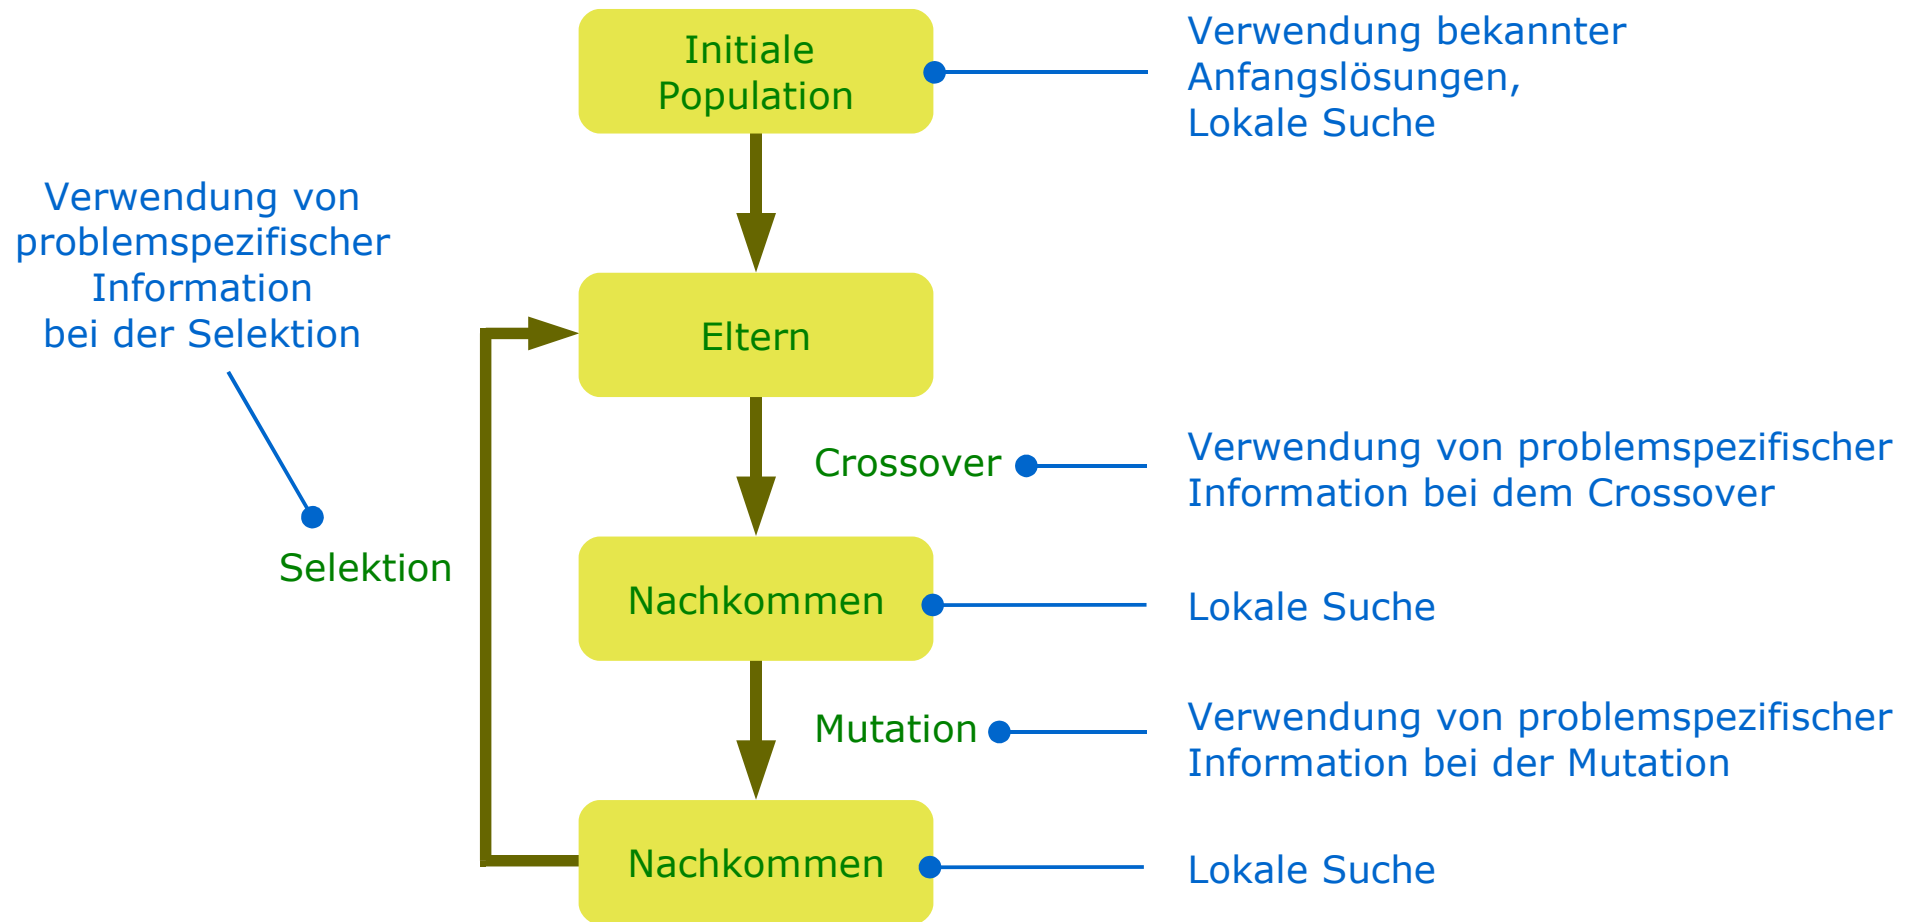 Initiale
Population
Verwendung bekannter
Anfangslösungen,
Lokale Suche
Verwendung von
problemspezifischer
Information
bei der Selektion
Eltern
Crossover
Verwendung von problemspezifischer
Information bei dem Crossover
Selektion
Nachkommen
Lokale Suche
Mutation
Verwendung von problemspezifischer
Information bei der Mutation
Nachkommen
Lokale Suche